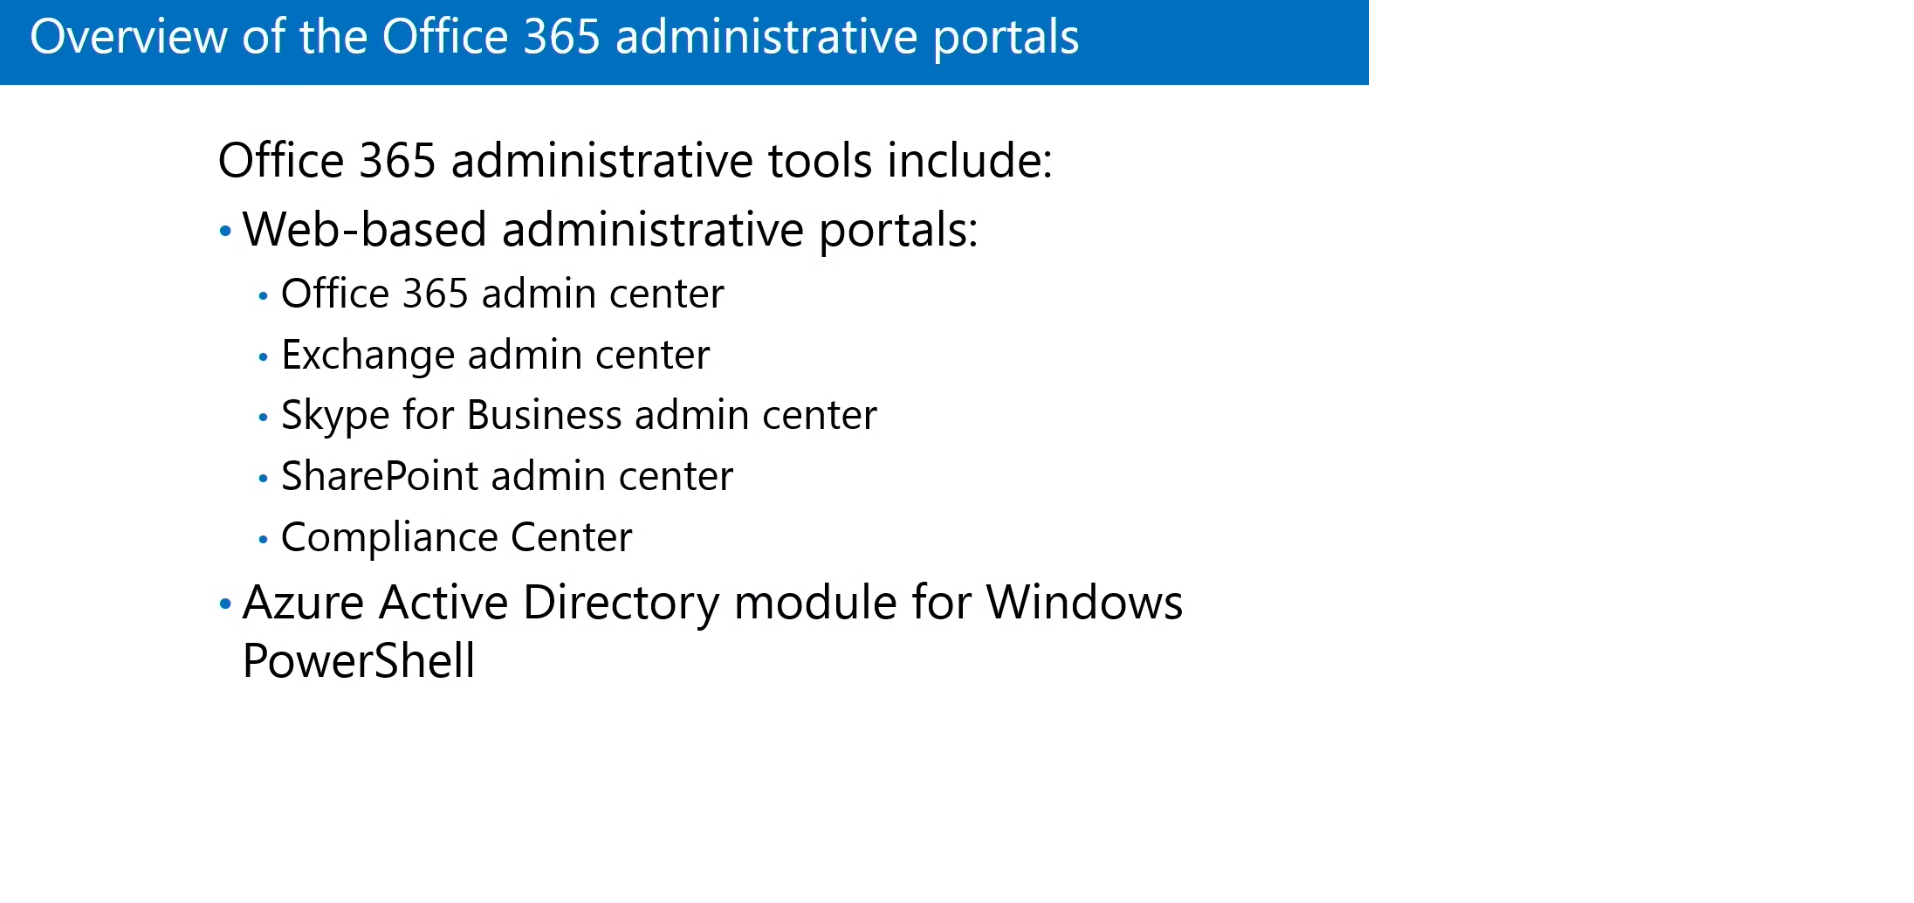 Overview of the Office 365 administrative portals
Office 365 administrative tools include:
• Web-based administrative portals:
• Office 365 admin center
• Exchange admin center
• Skype for Business admin center
• SharePoint admin center
• Compliance Center
• Azure Active Directory module for Windows
PowerShell